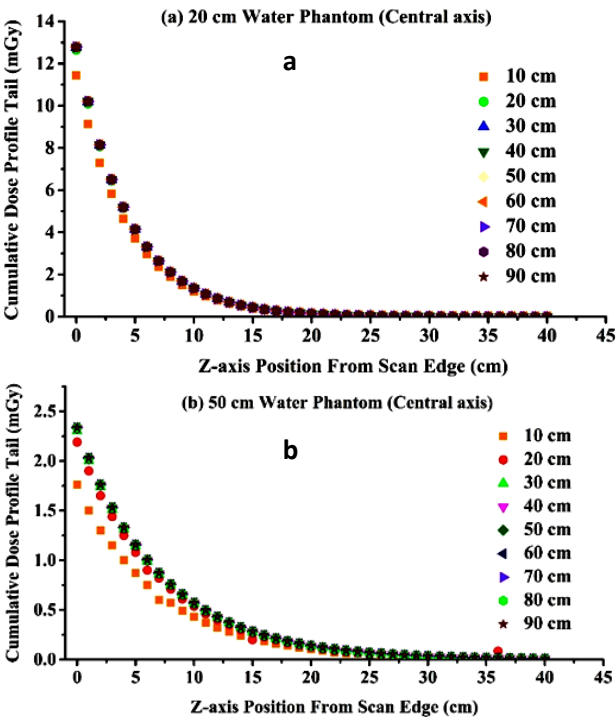 (a) 20 cm Water Phantom (Central axis)
a
Cumulative Dose Profile Tail (mGy)
14
12
10
8
6
4
2
0
10 cm
20 cm
30 cm
40 cm
50 cm
60 cm
70 cm
80 cm
90 cm
0 5 10 15 20 25 30 35 40 45
Z-axis Position From Scan Edge (cm)
(b) 50 cm Water Phantom (Central axis)
b
Cumulative Dose Profile Tail (mGy)
2.5
2.0
1.5
1.0
0.5
0.0
10 cm
20 cm
30 cm
40 cm
50 cm
60 cm
70 cm
80 cm
90 cm
0 5 10 15 20 25 30 35 40 45
Z-axis Position From Scan Edge (cm)